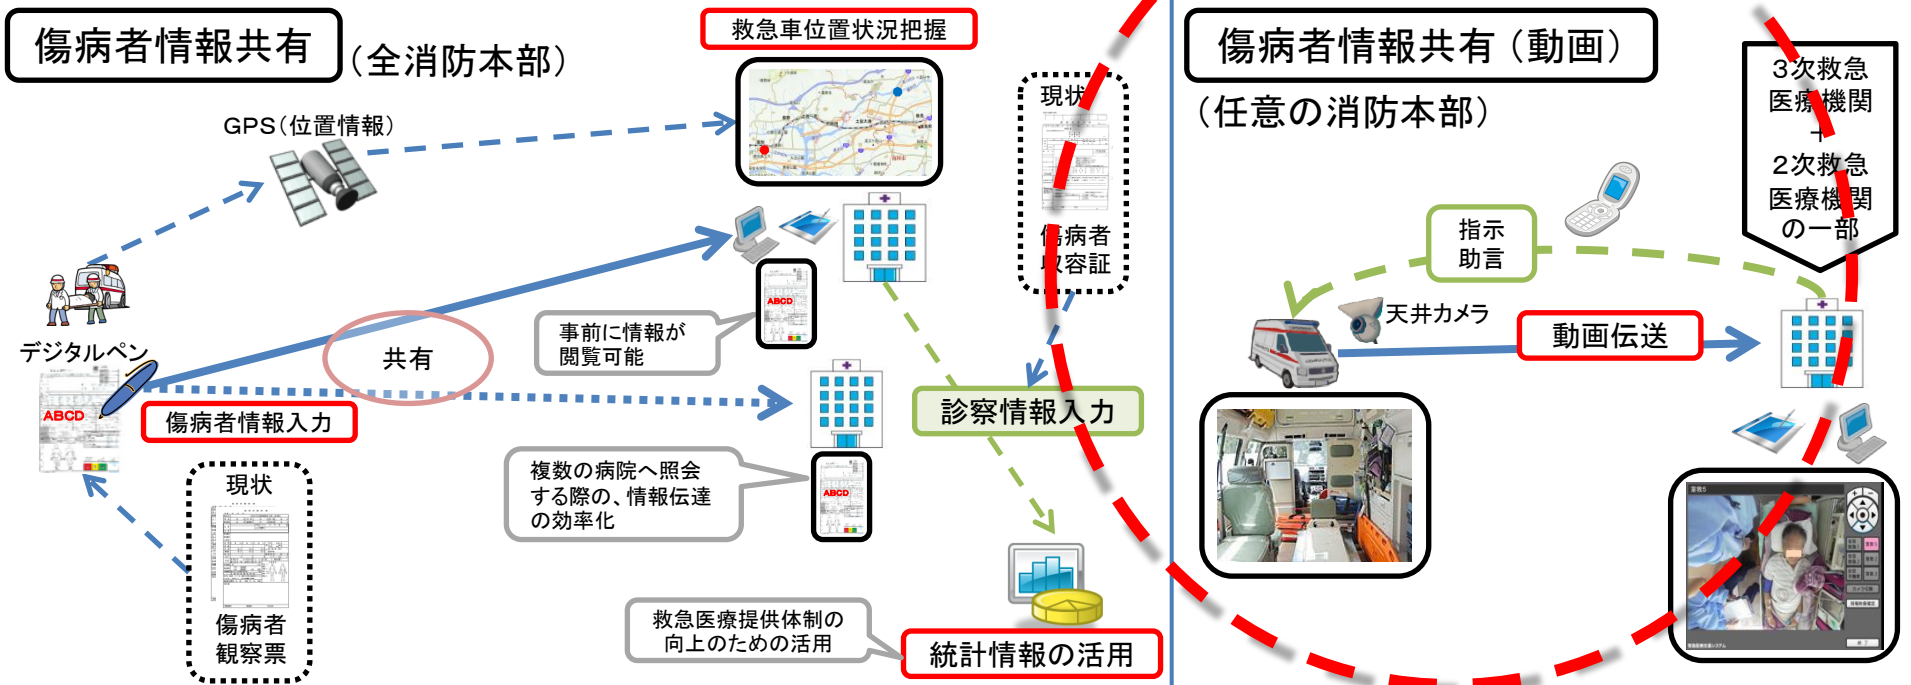 傷病者情報共有
（全消防本部）
救急車位置状況把握
GPS（位置情報）
現状
傷病者
収容証
デジタルペン
ABCD
共有
傷病者情報入力
事前に情報が
閲覧可能
ABCD
診察情報入力
複数の病院へ照会
する際の、情報伝達
の効率化
ABCD
現状
傷病者
観察票
救急医療提供体制の
向上のための活用
統計情報の活用
傷病者情報共有（動画）
（任意の消防本部）
3次救急
医療機関
＋
2次救急
医療機関
の一部
指示
助言
天井カメラ
動画伝送